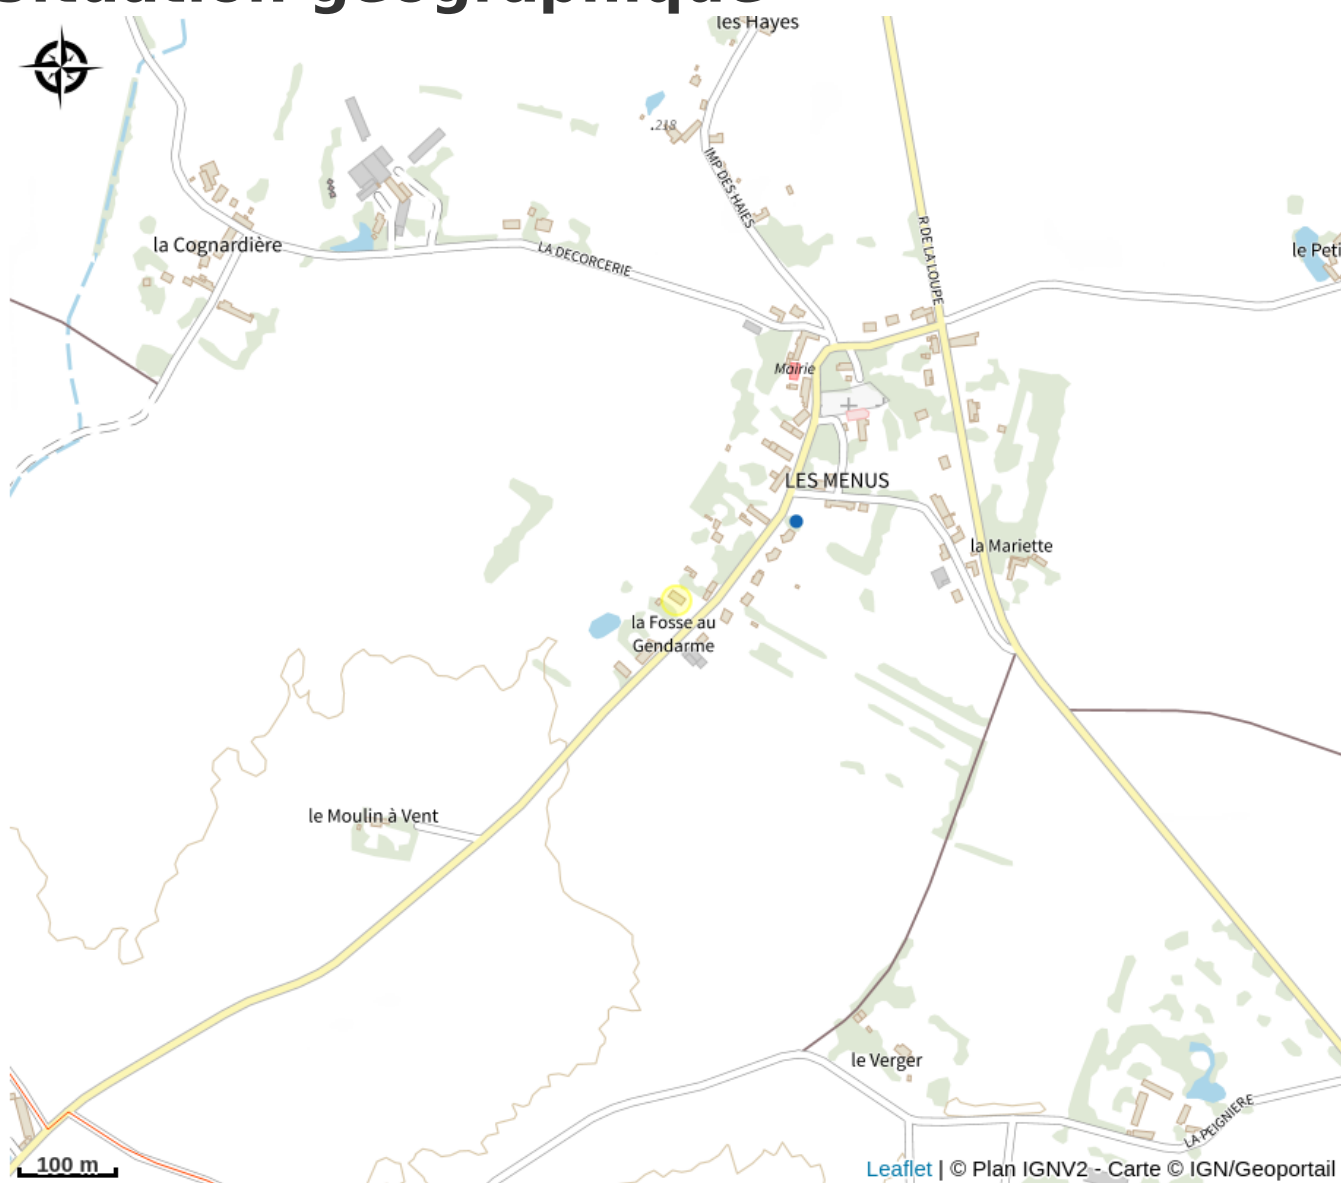 Situation géographique
les Hayes
.218
IMP DES HAIES
R DE LA LOUPE
la Cognardière
LA DECORCERIE
le Peti
Mairie
LES MENUS
la Mariette
la Fosse au
Gendarme
le Moulin à Vent
le Verger
LA PEIGNIERE
100 m
Leaflet | © Plan IGNV2 - Carte © IGN/Geoportail